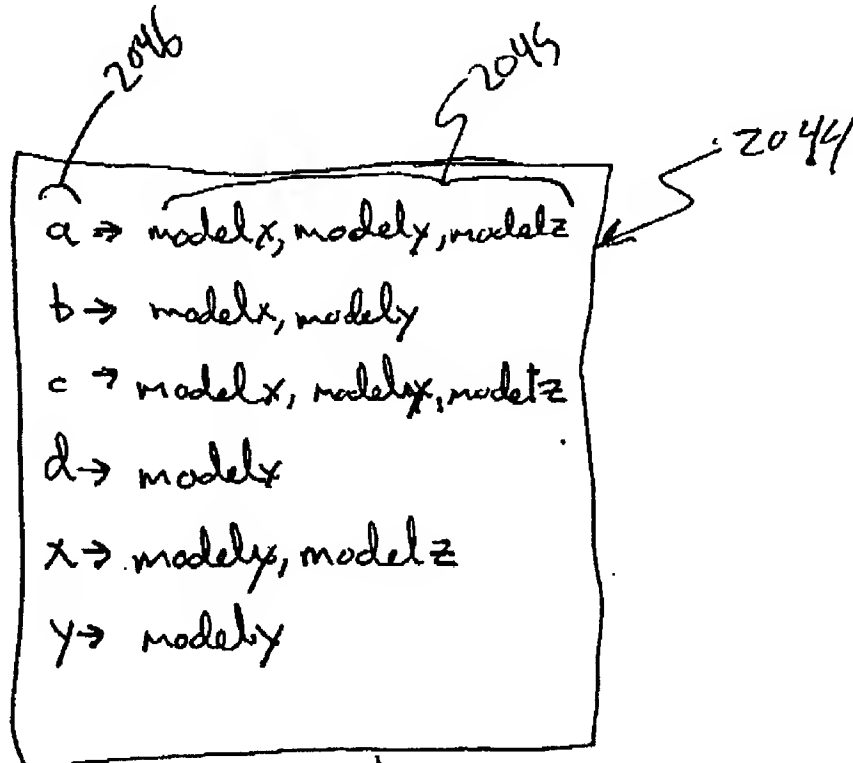 2046
2045
2044
a → modelx, modely, modelz
b → modelx, modely
c → modelx, modely, modelz
d → modelx
x → modely, modelz
y → modely